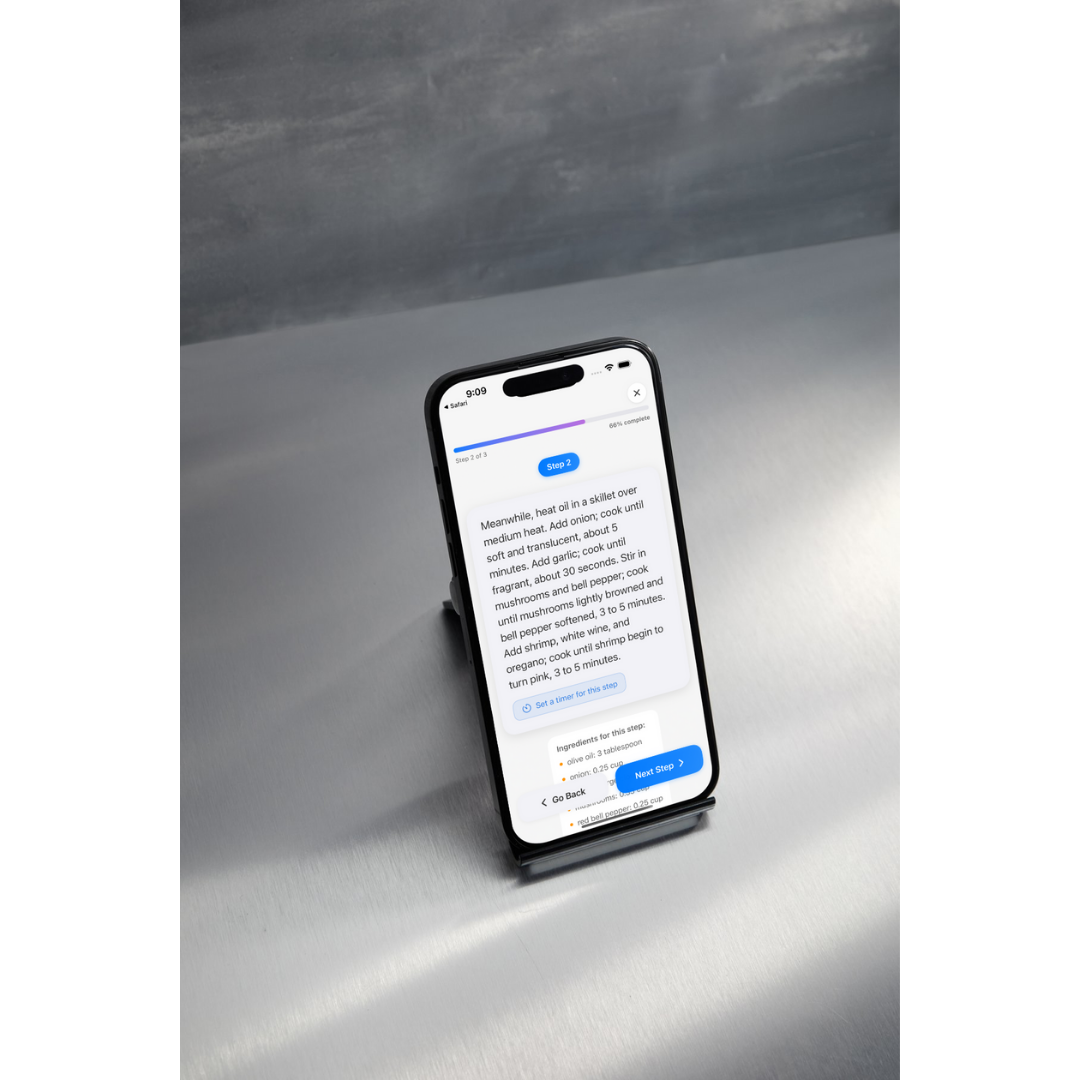 9:09
◀ Safari
Step 2 of 3
66% complete
Step 2
Meanwhile, heat oil in a skillet over
medium heat. Add onion; cook until
soft and translucent, about 5
minutes. Add garlic; cook until
fragrant, about 30 seconds. Stir in
mushrooms and bell pepper; cook
until mushrooms lightly browned and
bell pepper softened, 3 to 5 minutes.
Add shrimp, white wine, and
oregano; cook until shrimp begin to
turn pink, 3 to 5 minutes.
Set a timer for this step
Ingredients for this step:
olive oil: 3 tablespoon
onion: 0.25 cup
Next Step
Go Back
mushrooms:
red bell pepper: 0.25 cup